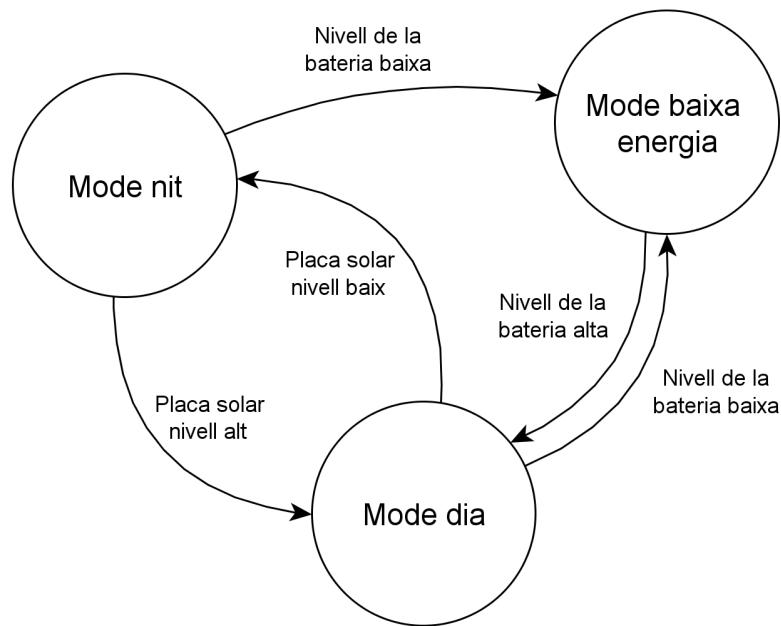 Nivell de la
bateria baixa
Mode baixa
energia
Mode nit
Placa solar
nivell baix
Nivell de la
bateria alta
Nivell de la
bateria baixa
Placa solar
nivell alt
Mode dia